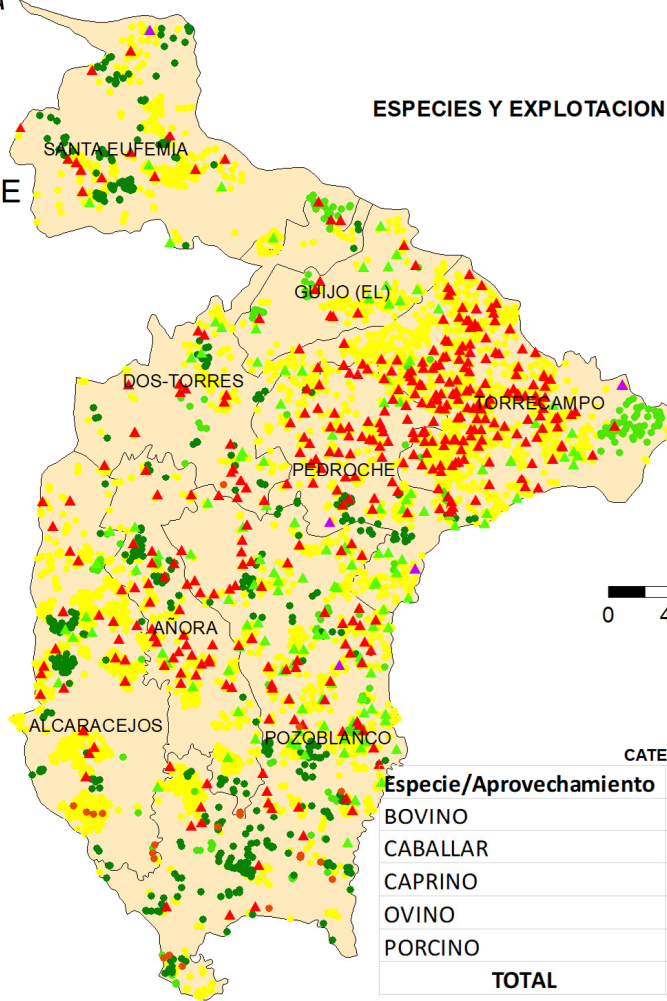 ESPECIES Y EXPLOTACION
SANTA EUFEMIA
E
GUIJO (EL)
DOS-TORRES
TORRECAMPO
PEDROCHE
0 4
AÑORA
ALCARACEJOS
POZOBLANCO
CATE
Especie/Aprovechamiento
BOVINO
CABALLAR
CAPRINO
OVINO
PORCINO
TOTAL